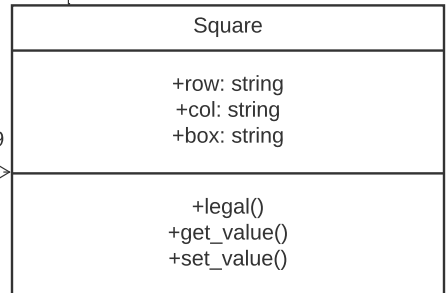 Square
+row: string
+col: string
+box: string
+legal()
+get_value()
+set_value()